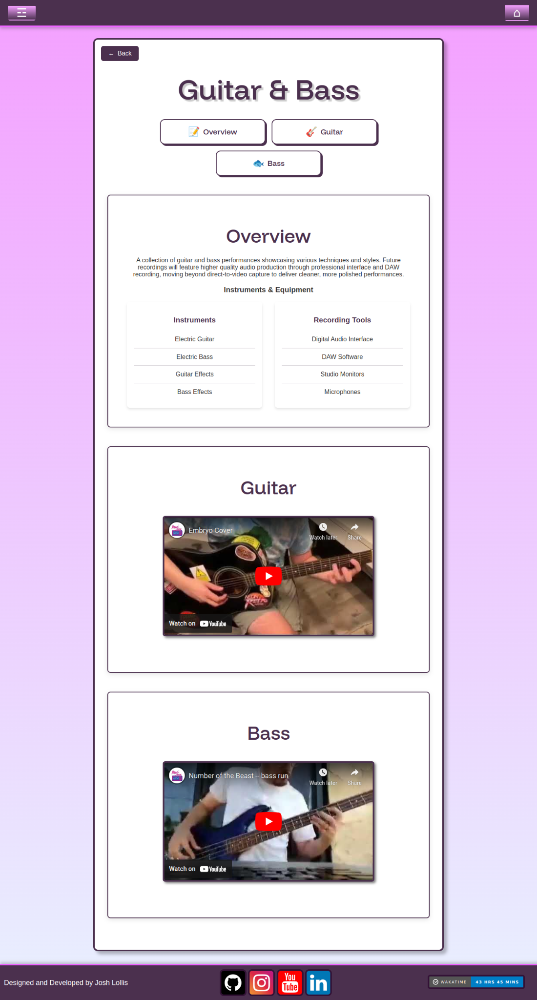 ← Back
Guitar & Bass
Overview
Guitar
Bass
Overview
A collection of guitar and bass performances showcasing various techniques and styles. Future
recordings will feature higher quality audio production through professional interface and DAW
recording, moving beyond direct-to-video capture to deliver cleaner, more polished performances.
Instruments & Equipment
Instruments
Electric Guitar
Electric Bass
Guitar Effects
Bass Effects
Recording Tools
Digital Audio Interface
DAW Software
Studio Monitors
Microphones
Guitar
Embryo Cover
Watch later
Share
Watch on YouTube
Bass
Number of the Beast -- bass run
Watch later
Share
Watch on YouTube
Designed and Developed by Josh Lollis
You
Tube
in
WAKATIME 43 HRS 45 MINS